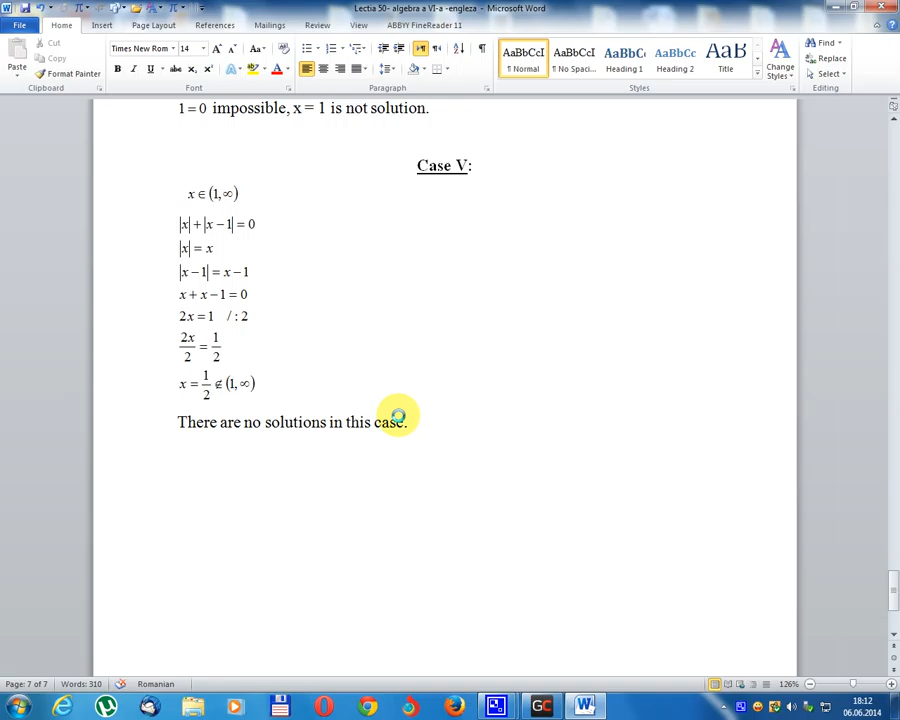 Lectia 50- algebra a VI-a -engleza - Microsoft Word
File Home Insert Page Layout References Mailings Review View ABBYY FineReader 11
Paste Cut Copy Format Painter
Times New Rom 14 Aa
B I U abc x₂ x² A A
AaBbCcI AaBbCcI AaBbC AaBbCc AaB
¶ Normal ¶ No Spaci... Heading 1 Heading 2 Title
Change Styles Find Replace Select
Clipboard Font Paragraph Styles Editing
1 = 0 impossible, x = 1 is not solution.
Case V:
x ∈ (1, ∞)
|x| + |x − 1| = 0
|x| = x
|x − 1| = x − 1
x + x − 1 = 0
2x = 1 / : 2
2x/2 = 1/2
x = 1/2 ∉ (1, ∞)
There are no solutions in this case.
Page: 7 of 7 Words: 310 Romanian 126%
GC W 18:12
06.06.2014